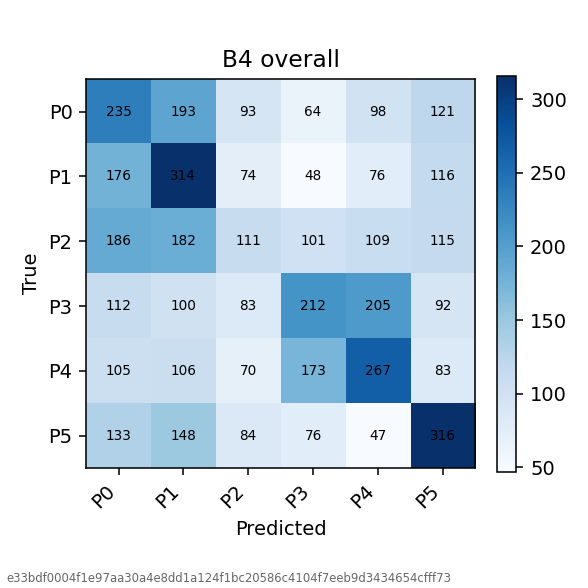 B4 overall
P0 235 193 93 64 98 121
P1 176 314 74 48 76 116
P2 186 182 111 101 109 115
P3 112 100 83 212 205 92
P4 105 106 70 173 267 83
P5 133 148 84 76 47 316
P0 P1 P2 P3 P4 P5
True
Predicted
300
250
200
150
100
50
e33bdf0004f1e97aa30a4e8dd1a124f1bc20586c4104f7eeb9d3434654cfff73